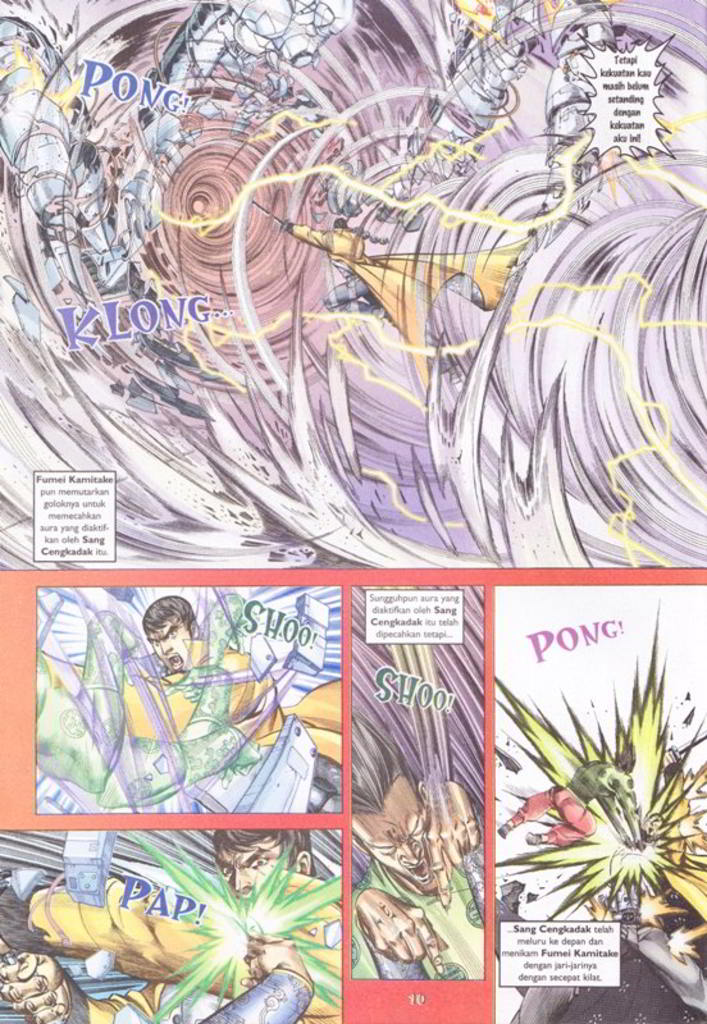 Tetapi
kekuatan kau
masih belum
setanding
dengan
kekuatan
aku ini!
PONG!
KLONG...
Fumei Kamitake
pun memutarkan
goloknya untuk
memecahkan
aura yang diaktif-
kan oleh Sang
Cengkadak itu.
SHOO!
PAP!
Sungguhpun aura yang
diaktifkan oleh Sang
Cengkadak itu telah
dipecahkan tetapi...
SHOO!
PONG!
...Sang Cengkadak telah
meluru ke depan dan
menikam Fumei Kamitake
dengan jari-jarinya
dengan secepat kilat.
10